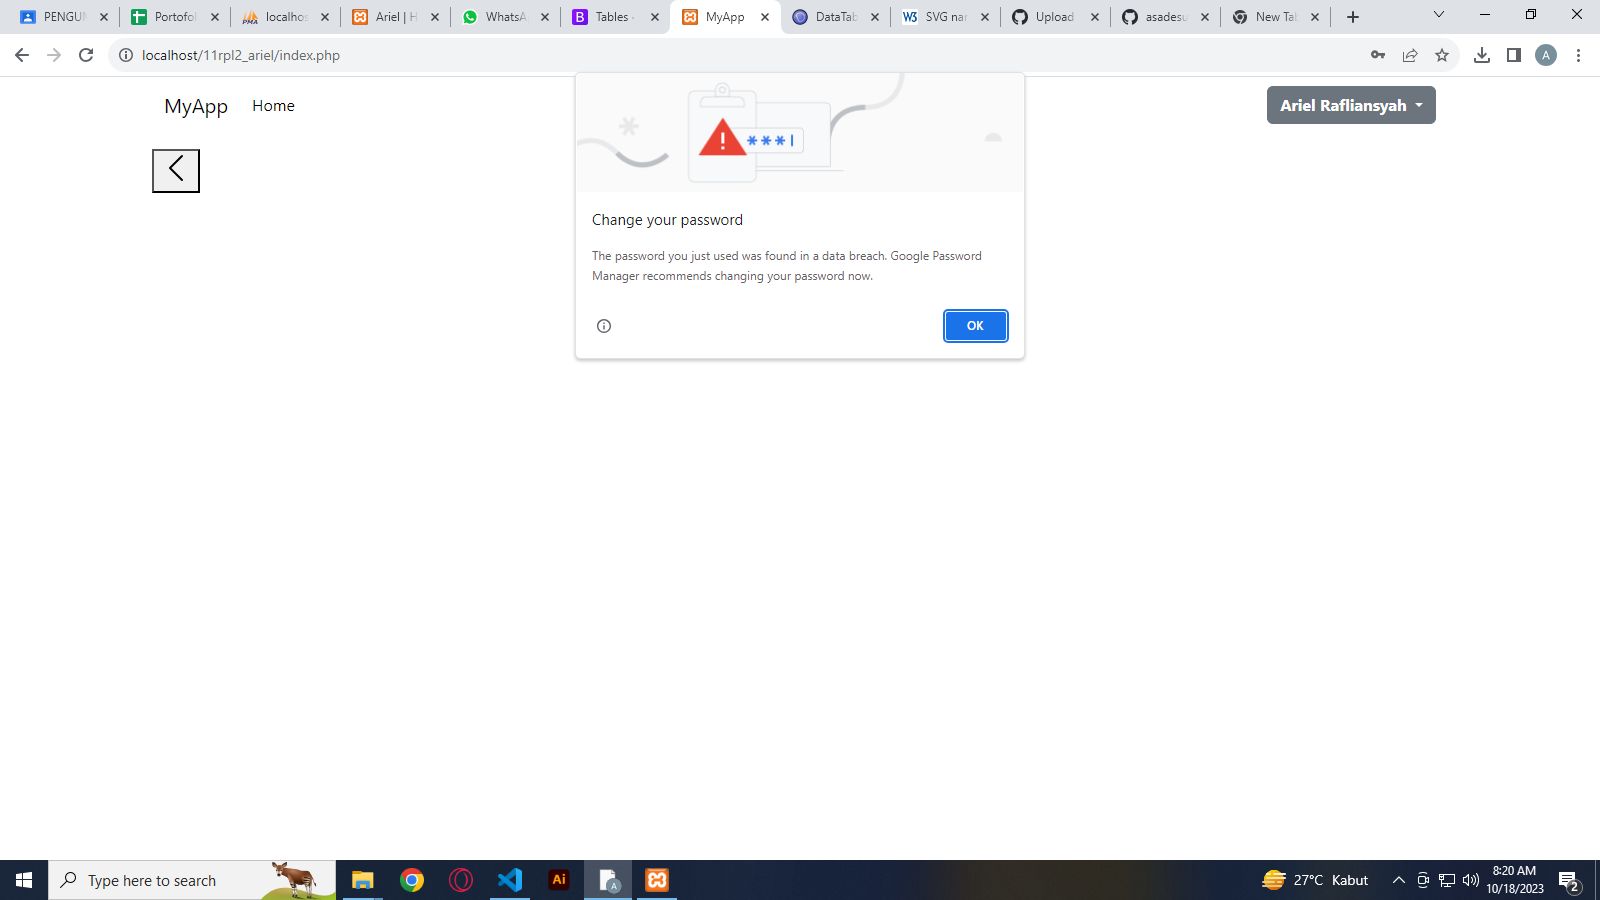 PENGUM
Portofol
localhos
Ariel | H
WhatsA
Tables ·
MyApp
DataTab
SVG nar
Upload
asadesu
New Tab
localhost/11rpl2_ariel/index.php
A
MyApp
Home
Ariel Rafliansyah
***|
Change your password
The password you just used was found in a data breach. Google Password
Manager recommends changing your password now.
OK
Type here to search
Ai
A
27°C Kabut
8:20 AM
10/18/2023
2